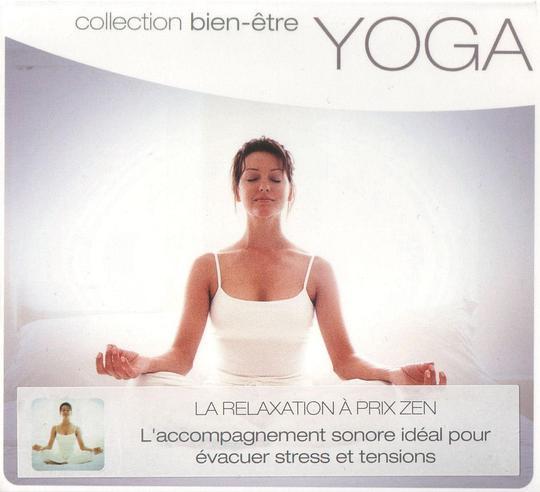 collection bien-être YOGA
LA RELAXATION À PRIX ZEN
L'accompagnement sonore idéal pour
évacuer stress et tensions